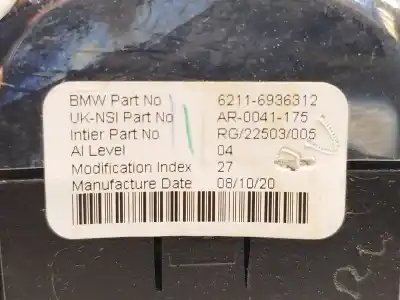 BMW Part No 6211-6936312
UK-NSI Part No AR-0041-175
Intier Part No RG/22503/005
AI Level 04
Modification Index 27
Manufacture Date 08/10/20